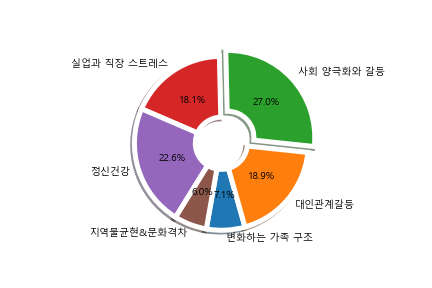 실업과 직장 스트레스
사회 양극화와 갈등
18.1%
27.0%
22.6%
정신건강
18.9%
6.0%
7.1%
대인관계갈등
지역불균현&문화격차
변화하는 가족 구조